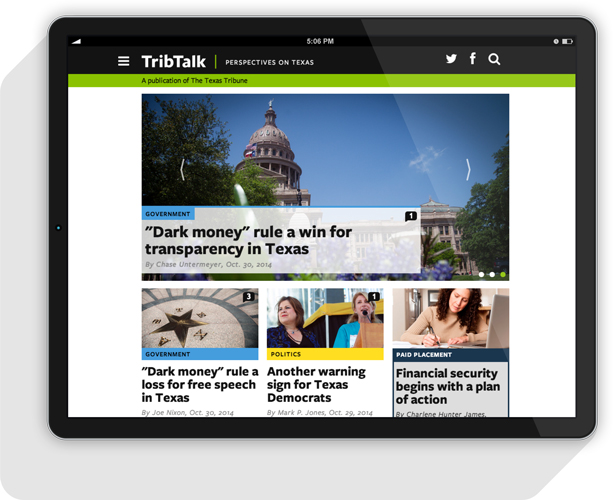 5:06 PM
TribTalk PERSPECTIVES ON TEXAS
A publication of The Texas Tribune
GOVERNMENT
1
"Dark money" rule a win for
transparency in Texas
By Chase Untermeyer, Oct. 30, 2014
3
GOVERNMENT
"Dark money" rule a
loss for free speech
in Texas
By Joe Nixon, Oct. 30, 2014
1
POLITICS
Another warning
sign for Texas
Democrats
By Mark P. Jones, Oct. 29, 2014
PAID PLACEMENT
Financial security
begins with a plan
of action
By Charlene Hunter James,